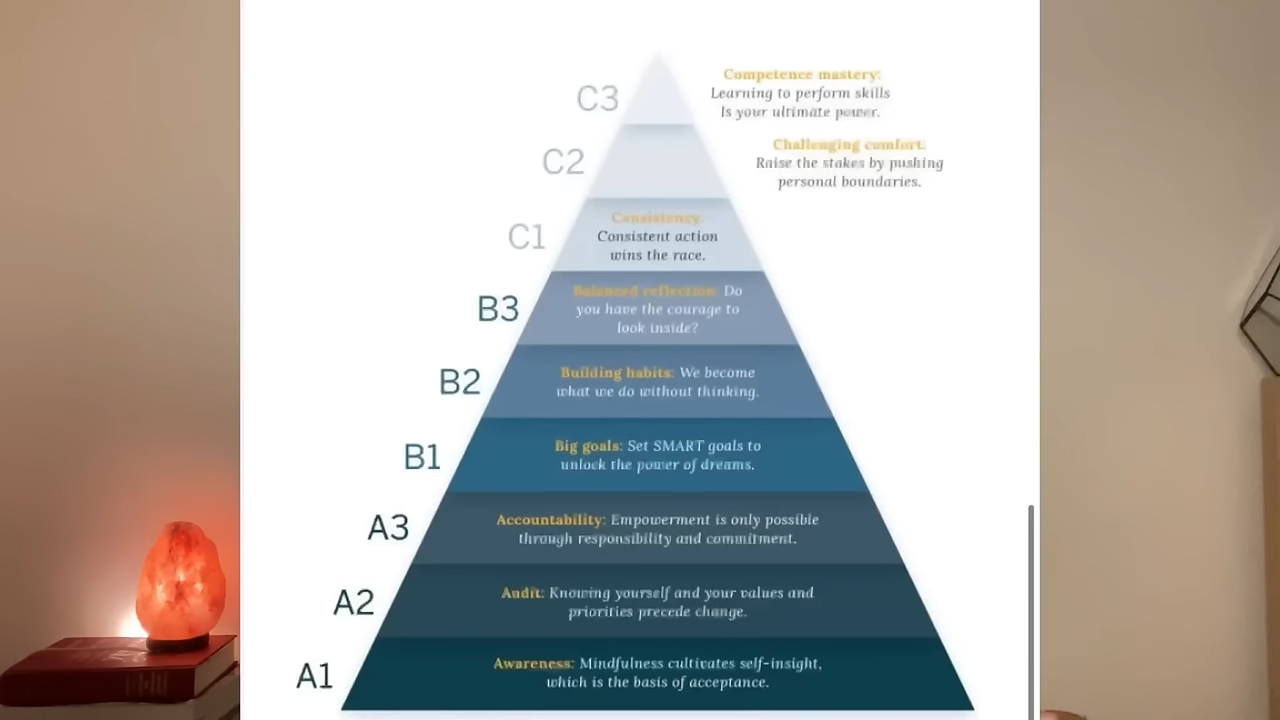 C3
Competence mastery:
Learning to perform skills
Is your ultimate power.
C2
Challenging comfort:
Raise the stakes by pushing
personal boundaries.
C1
Consistency:
Consistent action
wins the race.
B3
Balanced reflection: Do
you have the courage to
look inside?
B2
Building habits: We become
what we do without thinking.
B1
Big goals: Set SMART goals to
unlock the power of dreams.
A3
Accountability: Empowerment is only possible
through responsibility and commitment.
A2
Audit: Knowing yourself and your values and
priorities precede change.
A1
Awareness: Mindfulness cultivates self-insight,
which is the basis of acceptance.